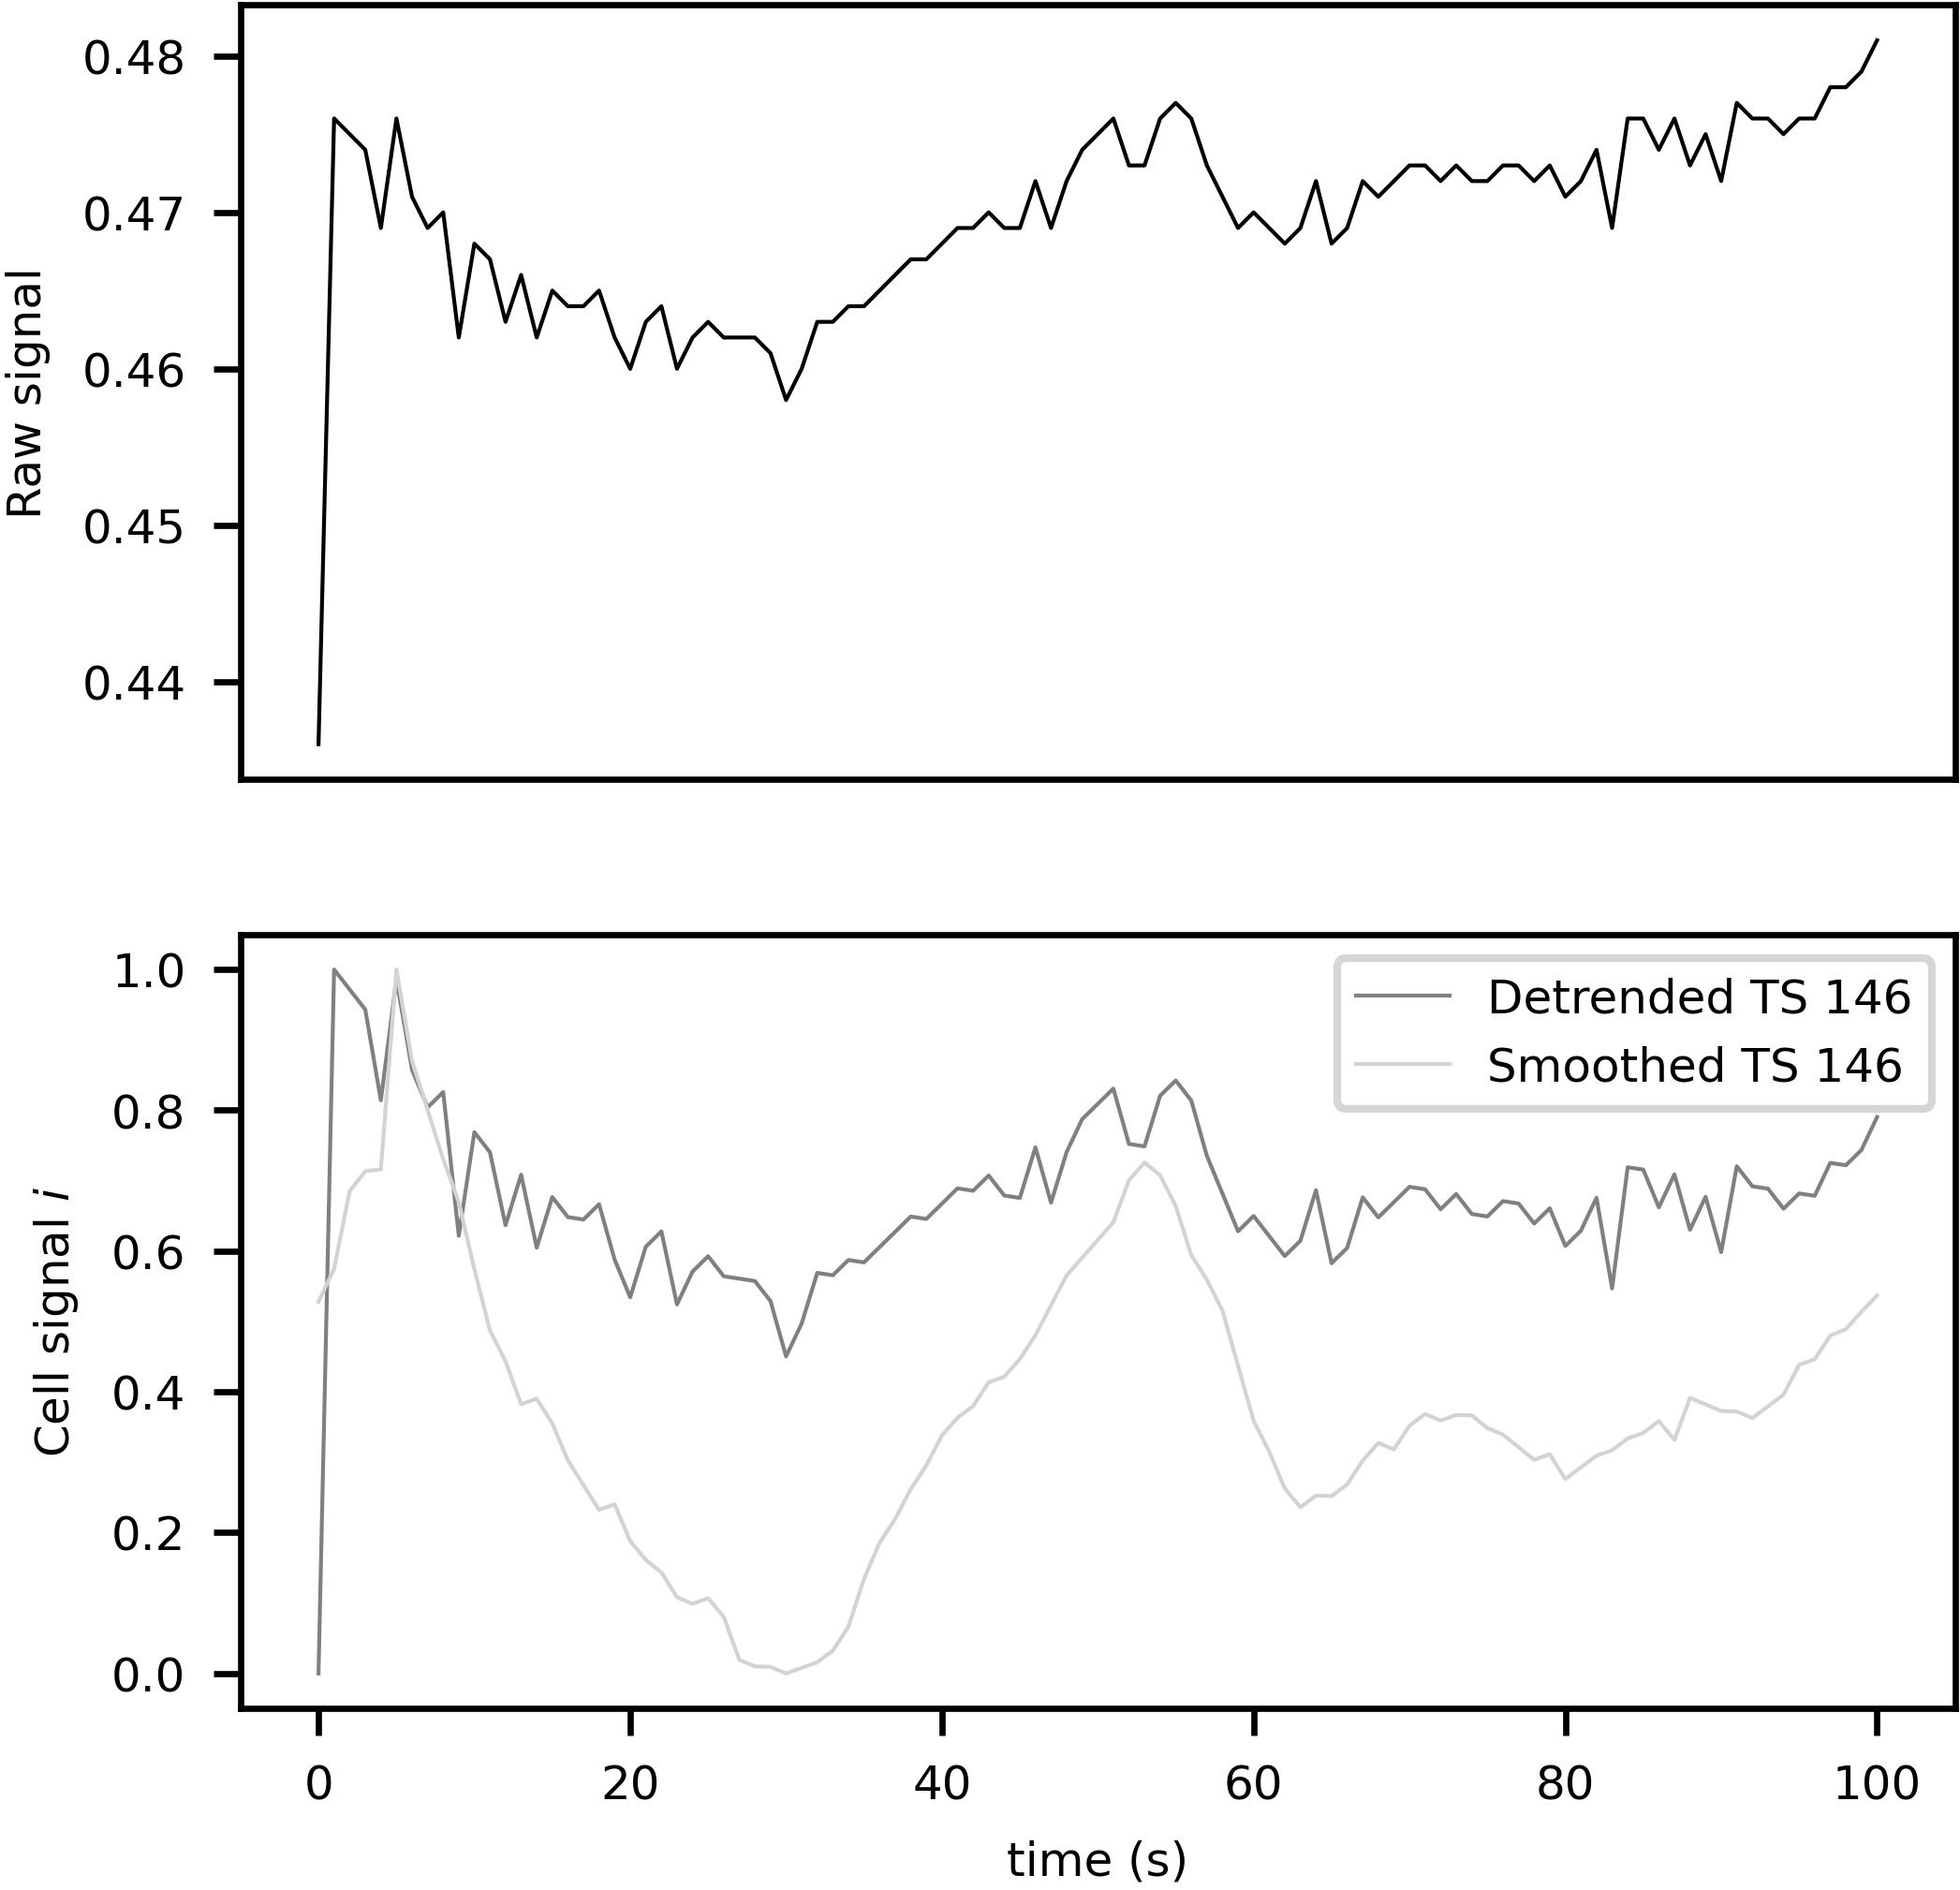 0.48
0.47
0.46
0.45
0.44
Raw signal
1.0
0.8
0.6
0.4
0.2
0.0
Cell signal i
Detrended TS 146
Smoothed TS 146
0 20 40 60 80 100
time (s)